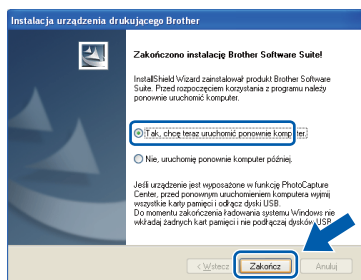 Instalacja urządzenia drukującego Brother
Zakończono instalację Brother Software Suite!
InstallShield Wizard zainstalował produkt Brother Software
Suite. Przed rozpoczęciem korzystania z programu należy
ponownie uruchomić komputer.
Tak, chcę teraz uruchomić ponownie komputer.
Nie, uruchomię ponownie komputer później.
Jeśli urządzenie jest wyposażone w funkcję PhotoCapture
Center, przed ponownym uruchomieniem komputera wyjmij
wszystkie karty pamięci i odłącz dyski USB.
Do momentu zakończenia ładowania systemu Windows nie
wkładaj żadnych kart pamięci i nie podłączaj dysków USB.
< Wstecz Zakończ Anuluj